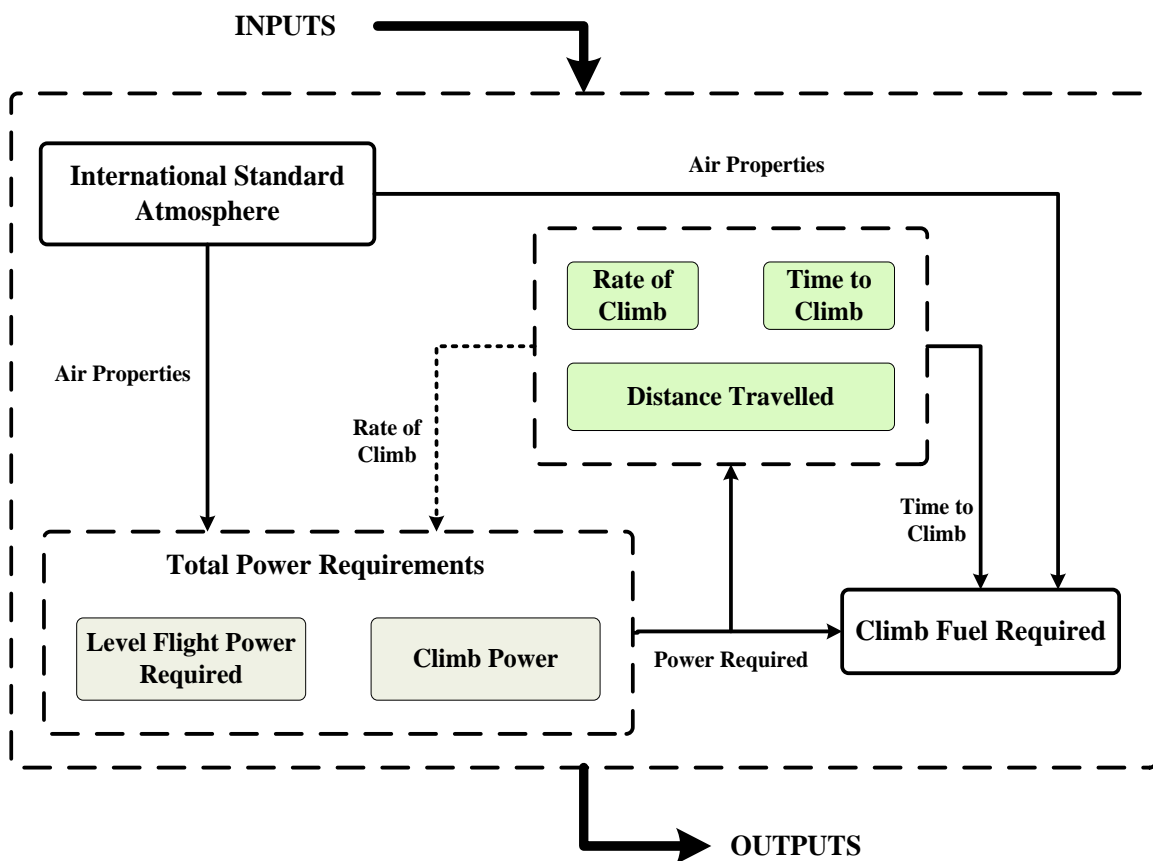 INPUTS
International Standard
Atmosphere
Air Properties
Rate of
Climb
Time to
Climb
Distance Travelled
Air Properties
Rate of
Climb
Time to
Climb
Total Power Requirements
Level Flight Power
Required
Climb Power
Power Required
Climb Fuel Required
OUTPUTS